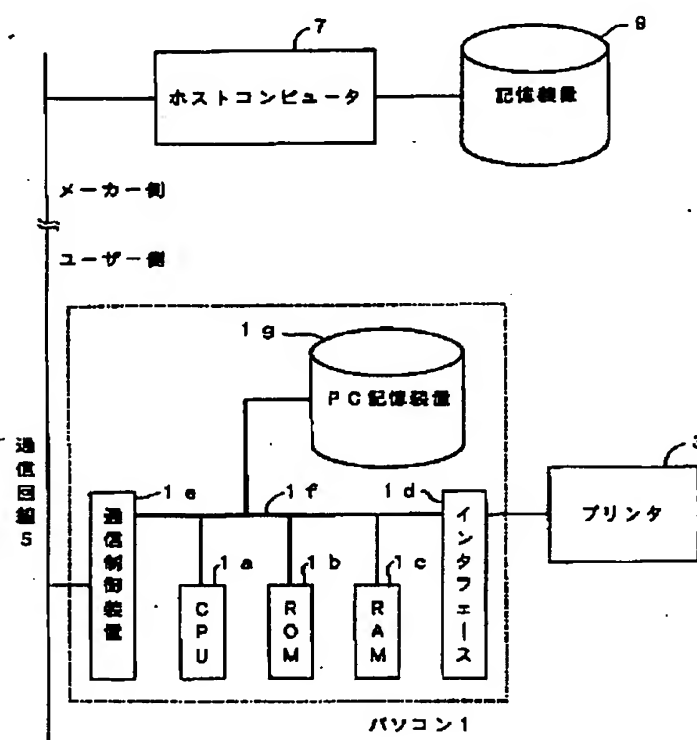 7
9
ホストコンピュータ
記憶装置
メーカー側
ユーザー側
1g
PC記憶装置
通信回線5
1e
1f
1d
3
通信制御装置
インタフェース
プリンタ
1a
1b
1c
CPU
ROM
RAM
パソコン1